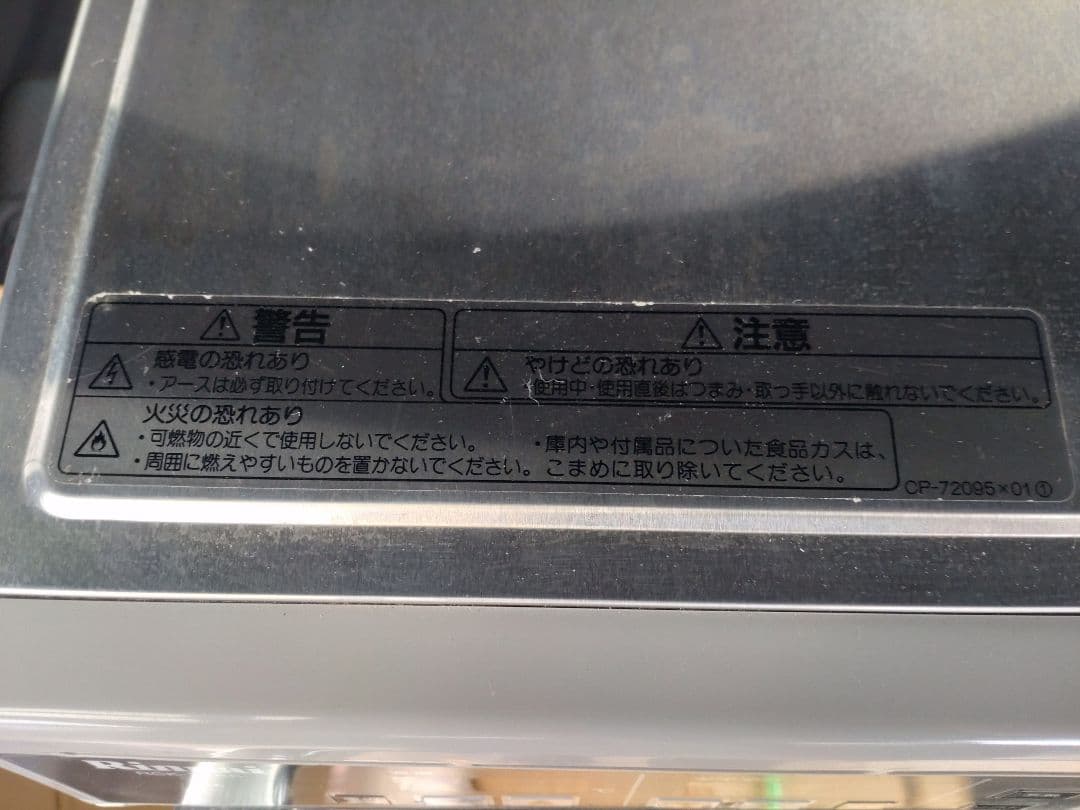 警告
感電の恐れあり
・アースは必ず取り付けてください。
火災の恐れあり
・可燃物の近くで使用しないでください。
・周囲に燃えやすいものを置かないでください。
・庫内や付属品についた食品カスは、
こまめに取り除いてください。
注意
やけどの恐れあり
・使用中・使用直後はつまみ・取っ手以外に触れないでください。
CP-72095×01①
Rinnai